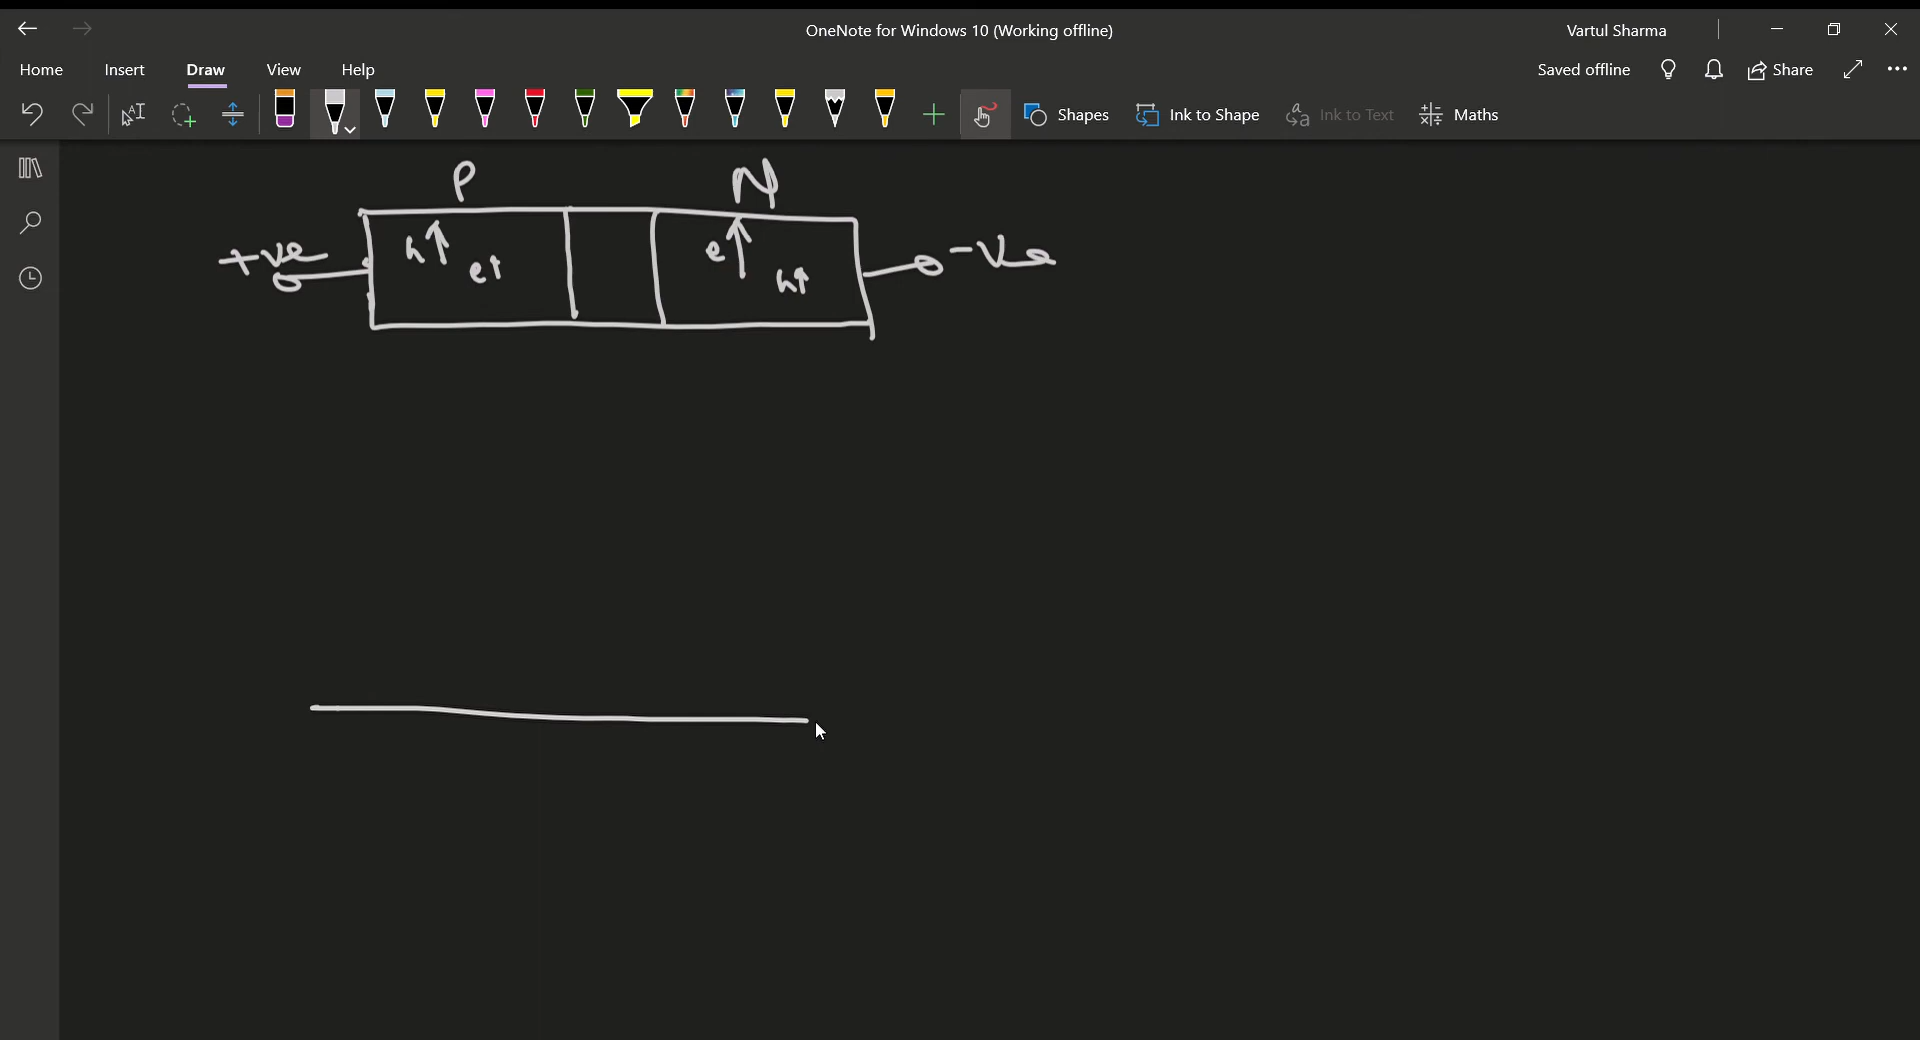 OneNote for Windows 10 (Working offline)
Vartul Sharma
Home Insert Draw View Help
Saved offline
Share
Shapes
Ink to Shape
Ink to Text
Maths
P N
+ve h↑ e↑ e↑ h↑ -ve